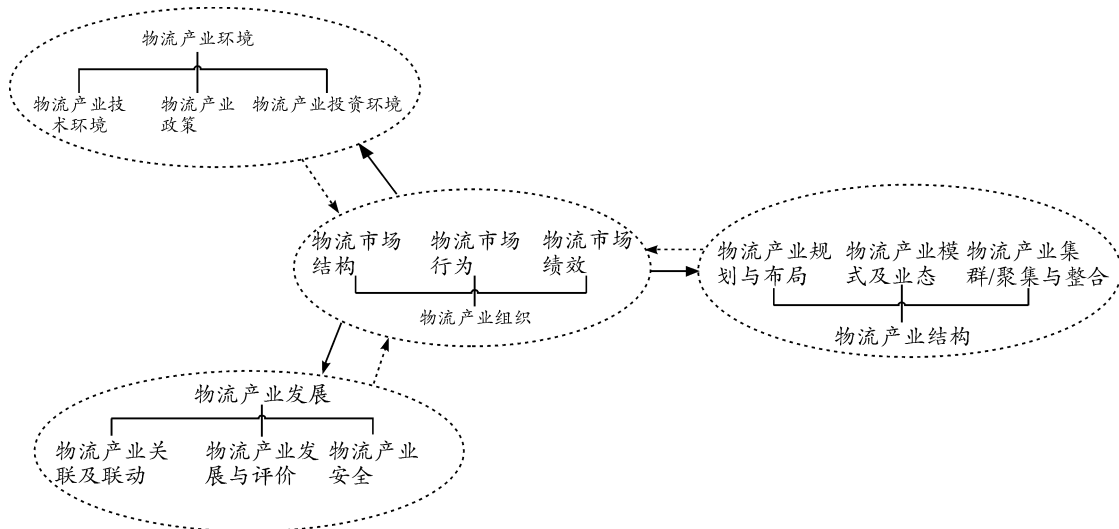 物流产业环境
物流产业技
术环境
物流产业
政策
物流产业投资环境
物流市场
结构
物流市场
行为
物流市场
绩效
物流产业组织
物流产业规
划与布局
物流产业模
式及业态
物流产业集
群/聚集与整合
物流产业结构
物流产业发展
物流产业关
联及联动
物流产业发
展与评价
物流产业
安全